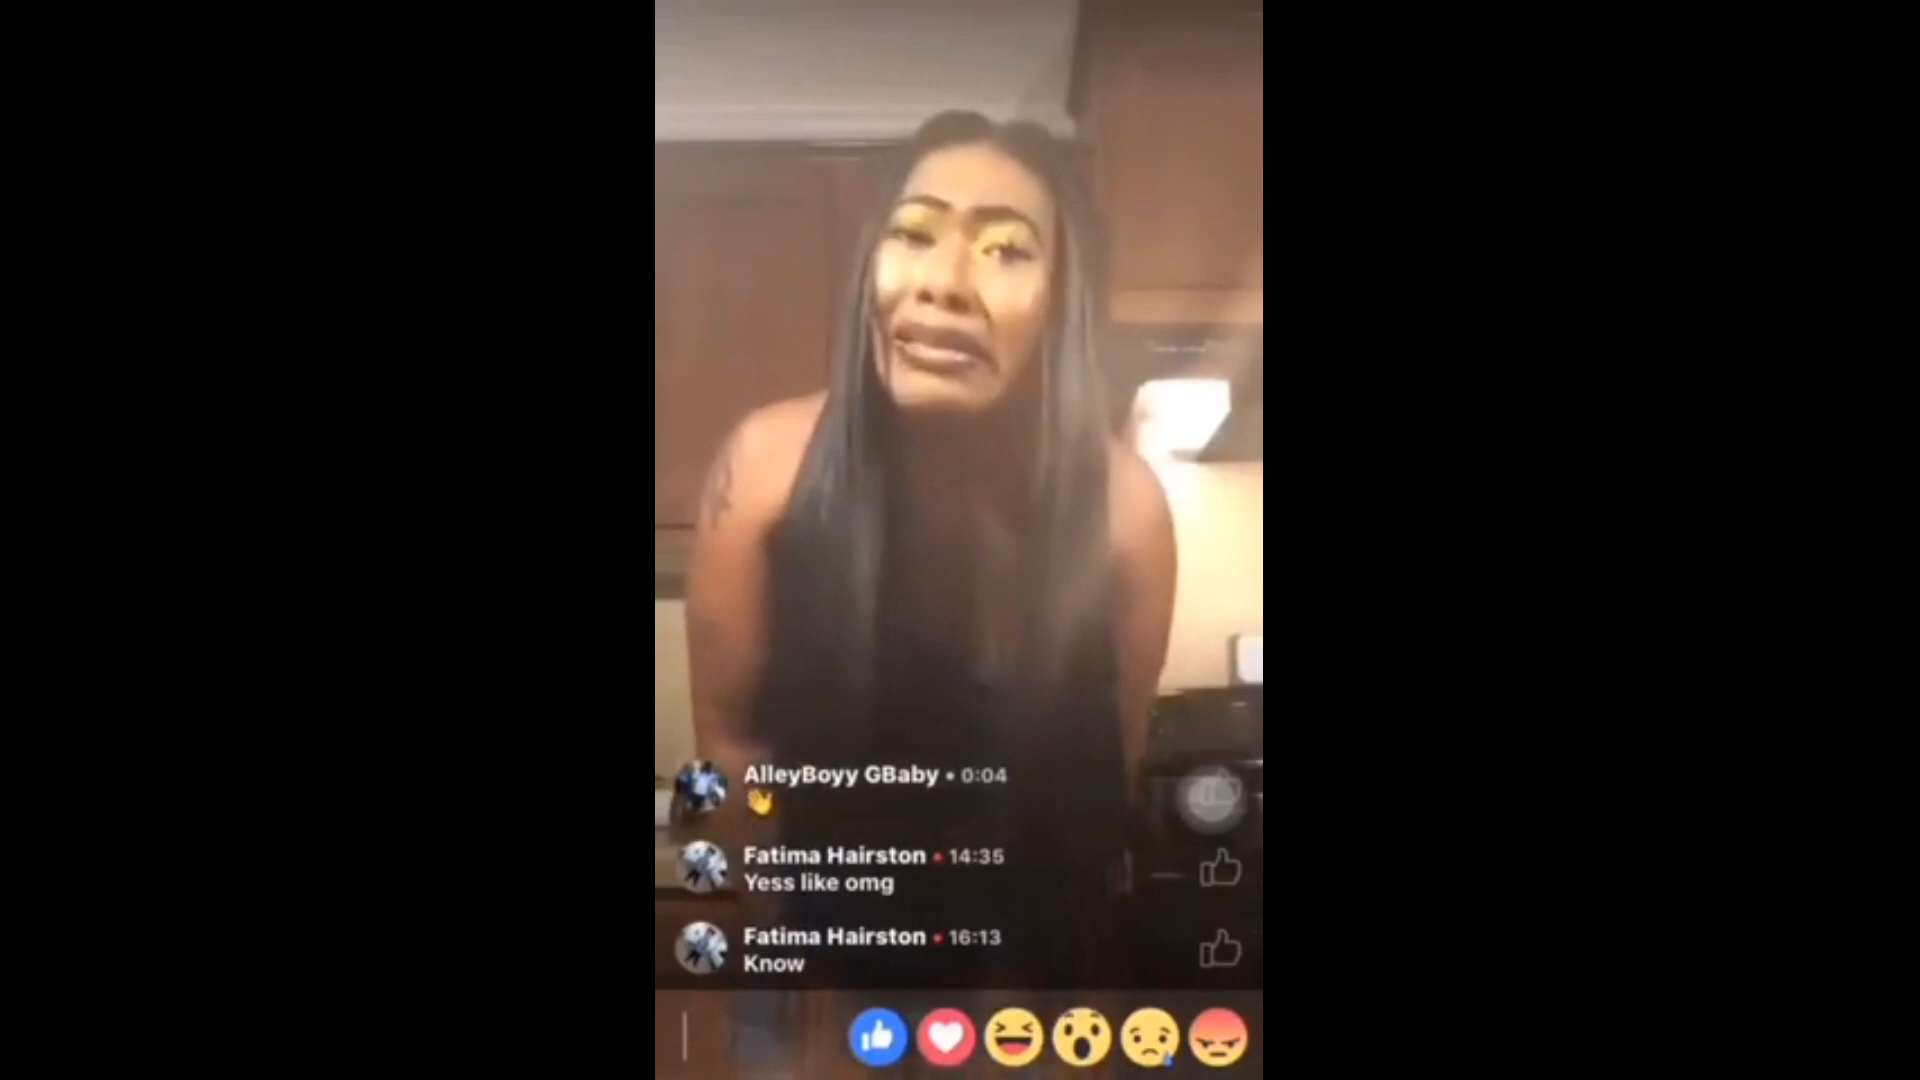 AlleyBoyy GBaby • 0:04
👋
Fatima Hairston • 14:35
Yess like omg
Fatima Hairston • 16:13
Know